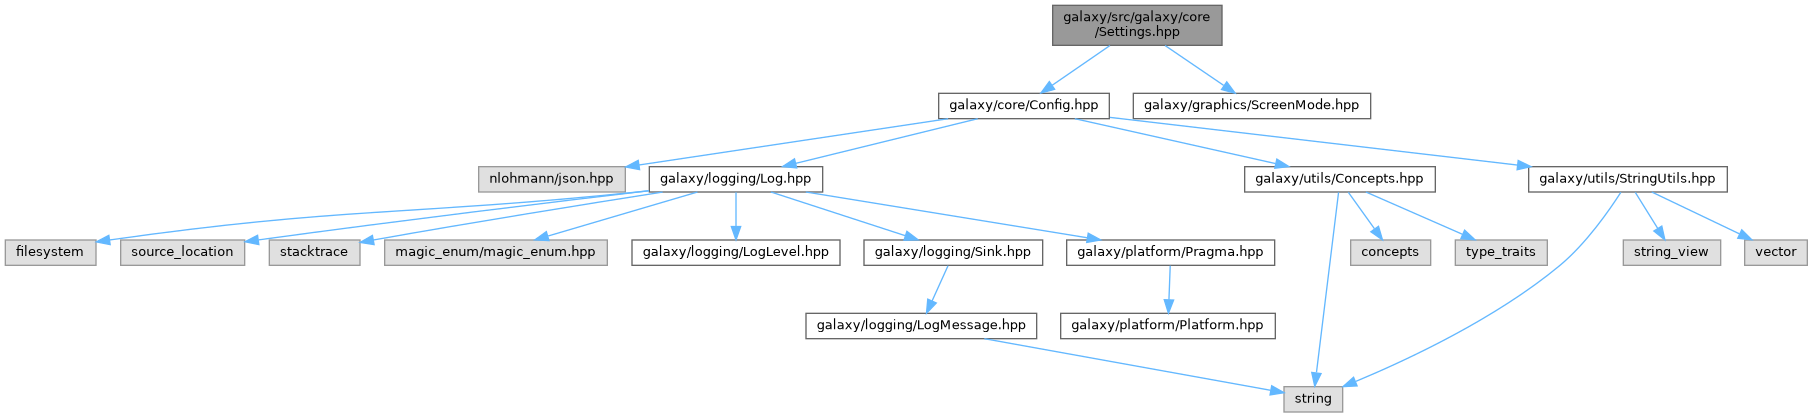 galaxy/src/galaxy/core
/Settings.hpp
galaxy/core/Config.hpp
galaxy/graphics/ScreenMode.hpp
nlohmann/json.hpp
galaxy/logging/Log.hpp
galaxy/utils/Concepts.hpp
galaxy/utils/StringUtils.hpp
filesystem
source_location
stacktrace
magic_enum/magic_enum.hpp
galaxy/logging/LogLevel.hpp
galaxy/logging/Sink.hpp
galaxy/platform/Pragma.hpp
concepts
type_traits
string_view
vector
galaxy/logging/LogMessage.hpp
galaxy/platform/Platform.hpp
string